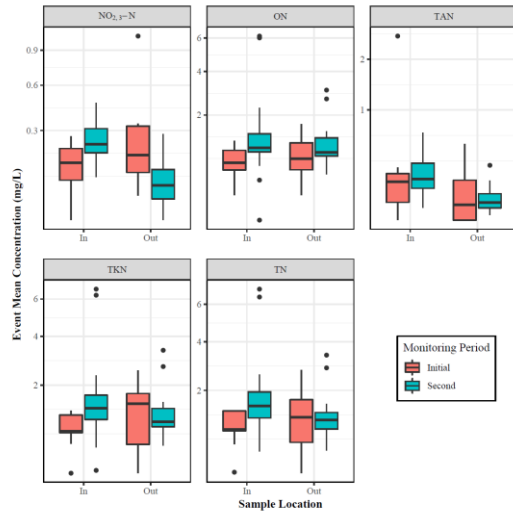 NO₂,₃−N
ON
TAN
0.9
0.6
0.3
6
2
2
1
In
Out
In
Out
In
Out
Event Mean Concentration (mg/L)
TKN
TN
6
4
2
6
4
2
In
Out
In
Out
Monitoring Period
Initial
Second
Sample Location